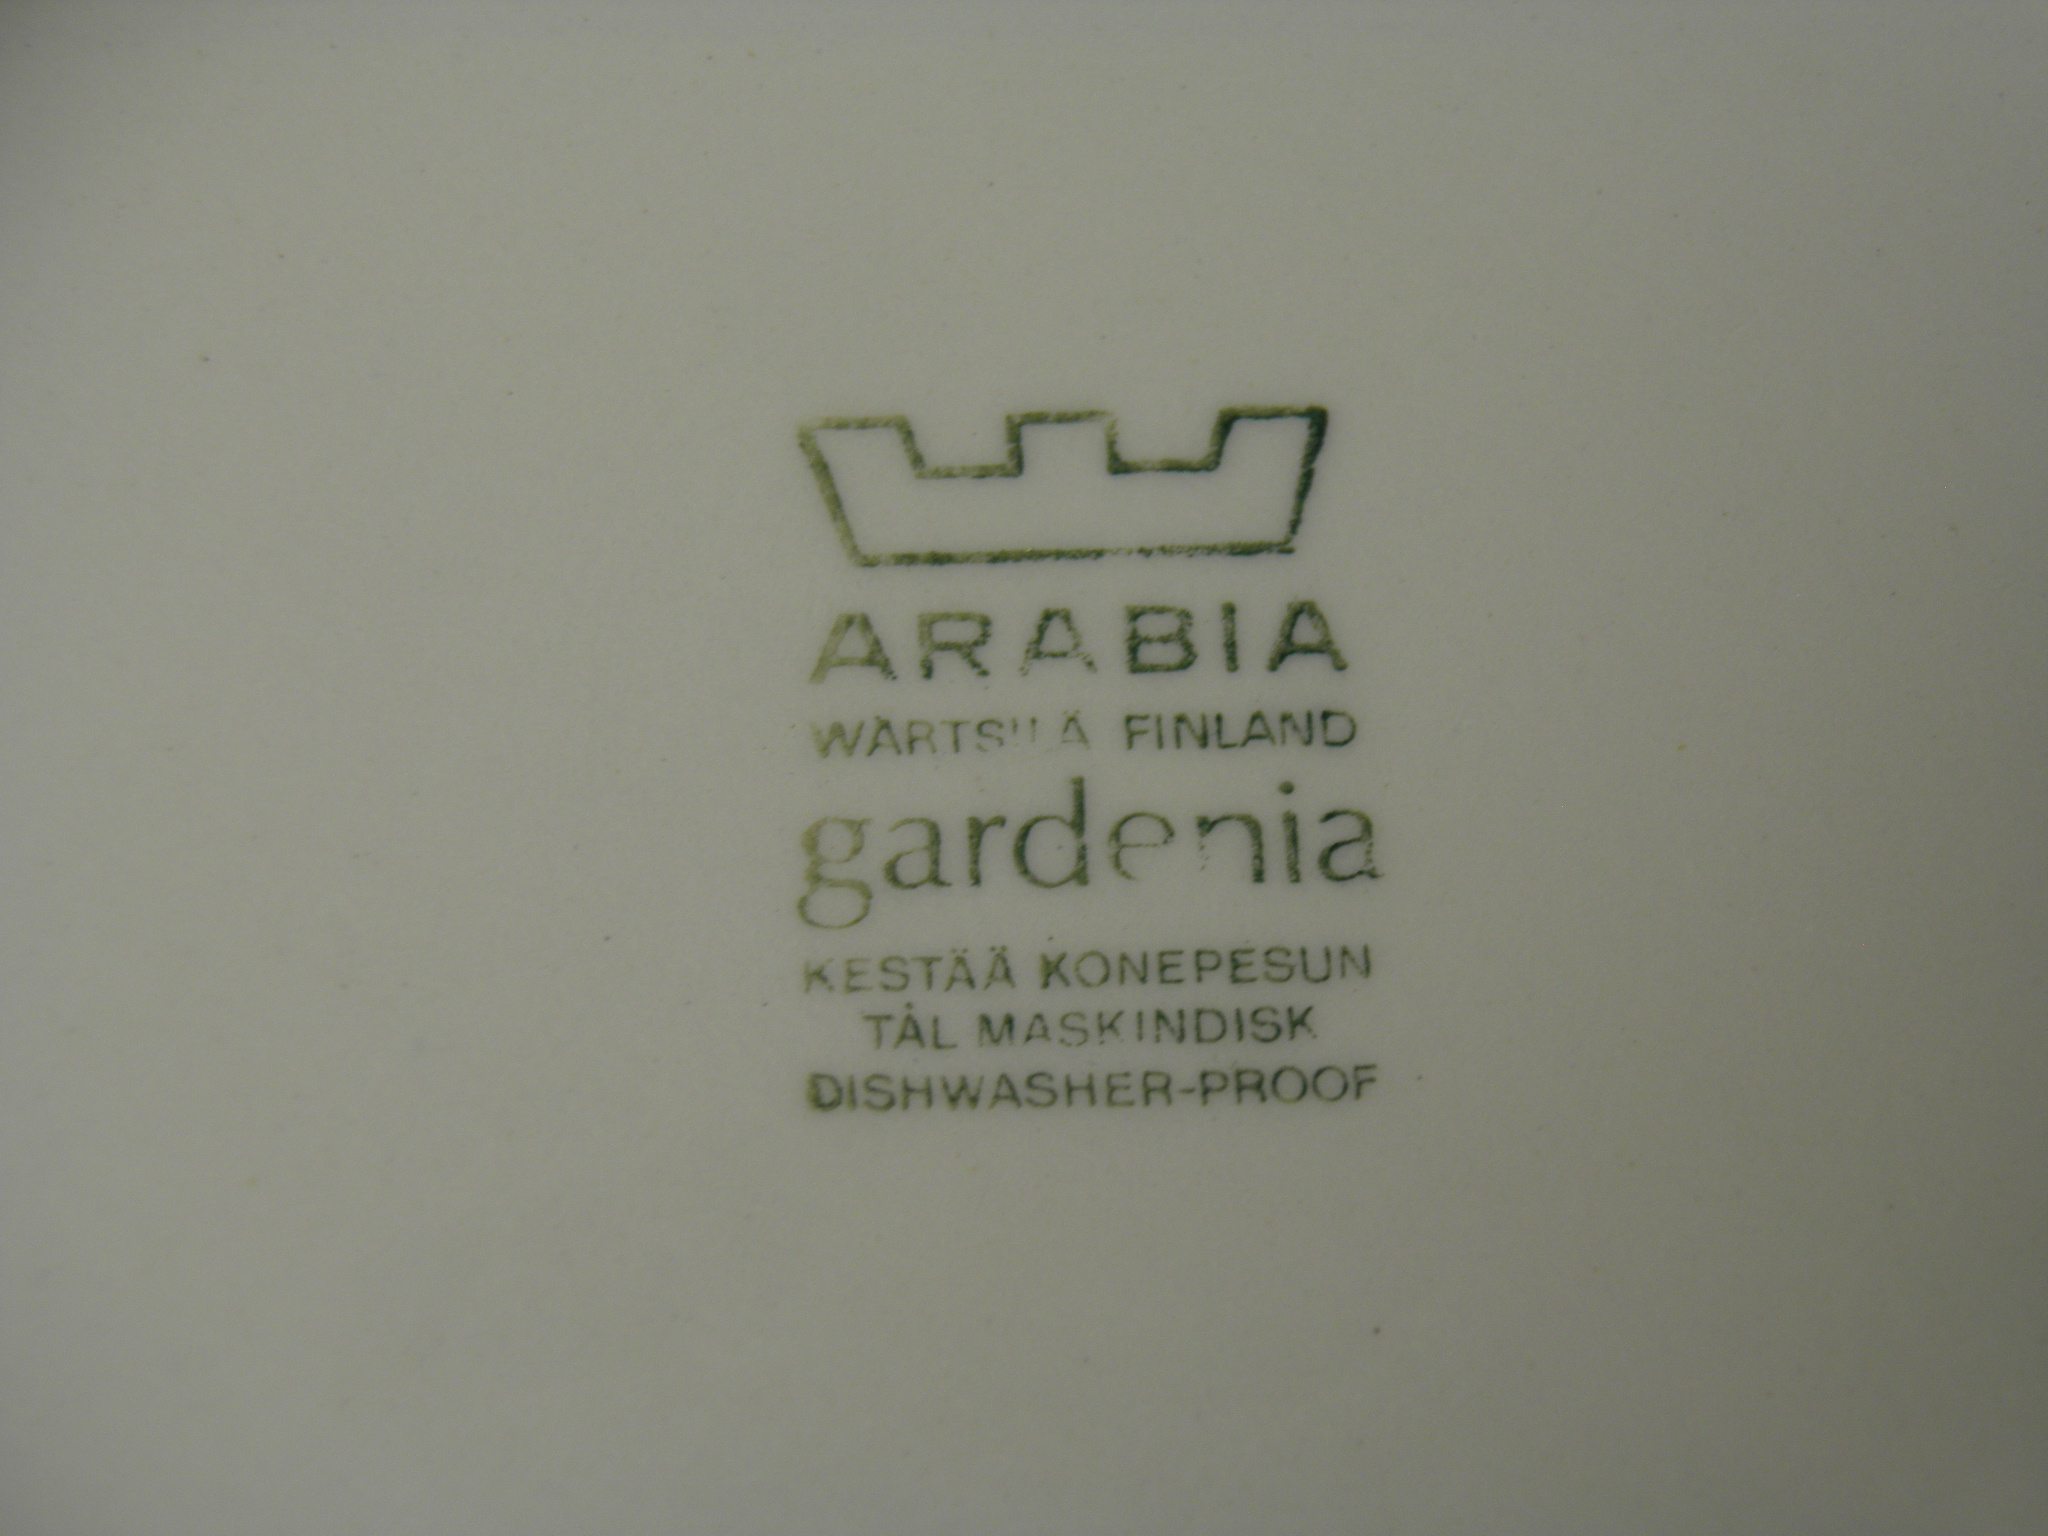 ARABIA
WÄRTSILÄ FINLAND
gardenia
KESTÄÄ KONEPESUN
TÅL MASKINDISK
DISHWASHER-PROOF